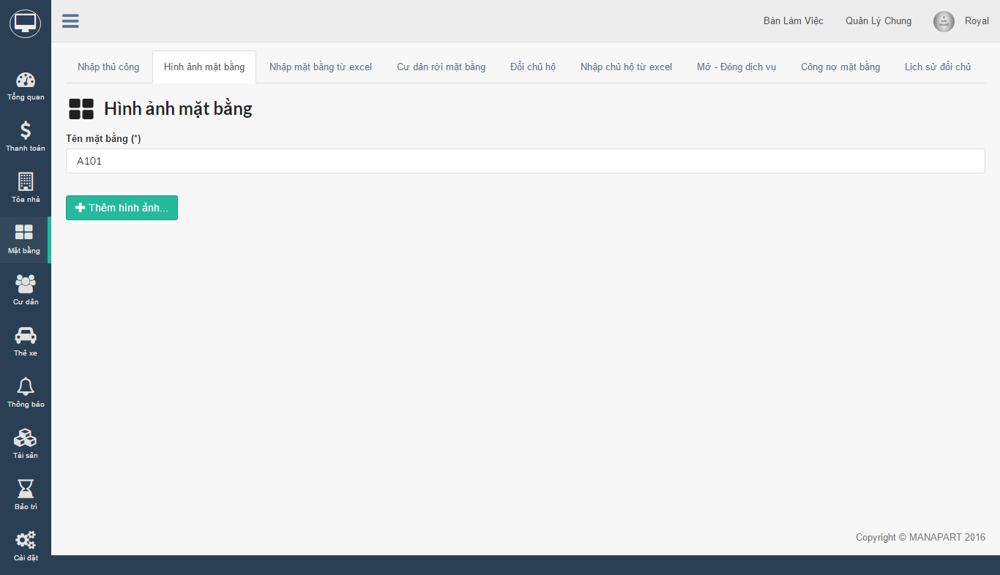 Bàn Làm Việc
Quản Lý Chung
Royal
Tổng quan
Thanh toán
Tòa nhà
Mặt bằng
Cư dân
Thẻ xe
Thông báo
Tài sản
Bảo trì
Cài đặt
Nhập thủ công
Hình ảnh mặt bằng
Nhập mặt bằng từ excel
Cư dân rời mặt bằng
Đổi chủ hộ
Nhập chủ hộ từ excel
Mở - Đóng dịch vụ
Công nợ mặt bằng
Lịch sử đổi chủ
Hình ảnh mặt bằng
Tên mặt bằng (*)
A101
Thêm hình ảnh...
Copyright © MANAPART 2016